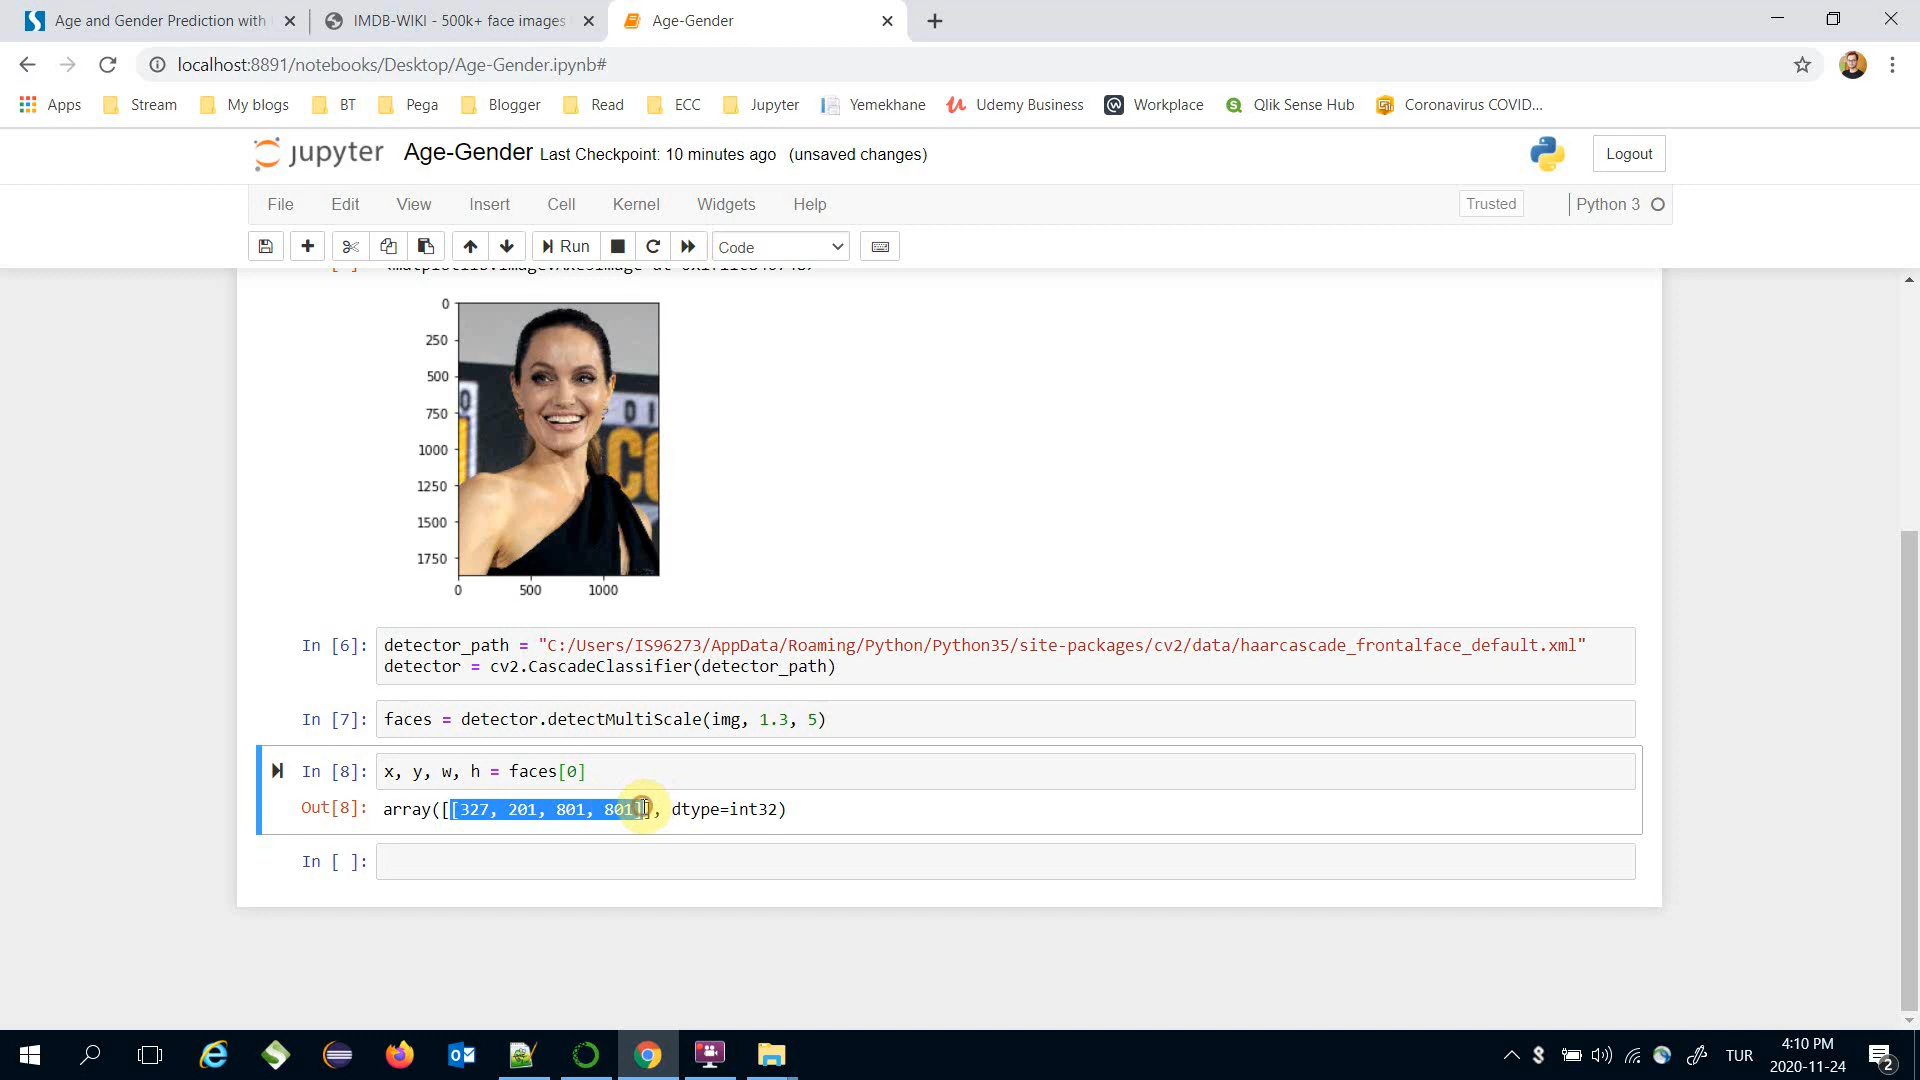 Age and Gender Prediction with
IMDB-WIKI - 500k+ face images
Age-Gender
localhost:8891/notebooks/Desktop/Age-Gender.ipynb#
Apps Stream My blogs BT Pega Blogger Read ECC Jupyter Yemekhane Udemy Business Workplace Qlik Sense Hub Coronavirus COVID...
jupyter Age-Gender Last Checkpoint: 10 minutes ago (unsaved changes)
Logout
File Edit View Insert Cell Kernel Widgets Help
Trusted Python 3
Run Code
0
250
500
750
1000
1250
1500
1750
0 500 1000
In [6]: detector_path = "C:/Users/IS96273/AppData/Roaming/Python/Python35/site-packages/cv2/data/haarcascade_frontalface_default.xml"
detector = cv2.CascadeClassifier(detector_path)
In [7]: faces = detector.detectMultiScale(img, 1.3, 5)
In [8]: x, y, w, h = faces[0]
Out[8]: array([[327, 201, 801, 801]], dtype=int32)
In [ ]:
TUR
4:10 PM
2020-11-24
2